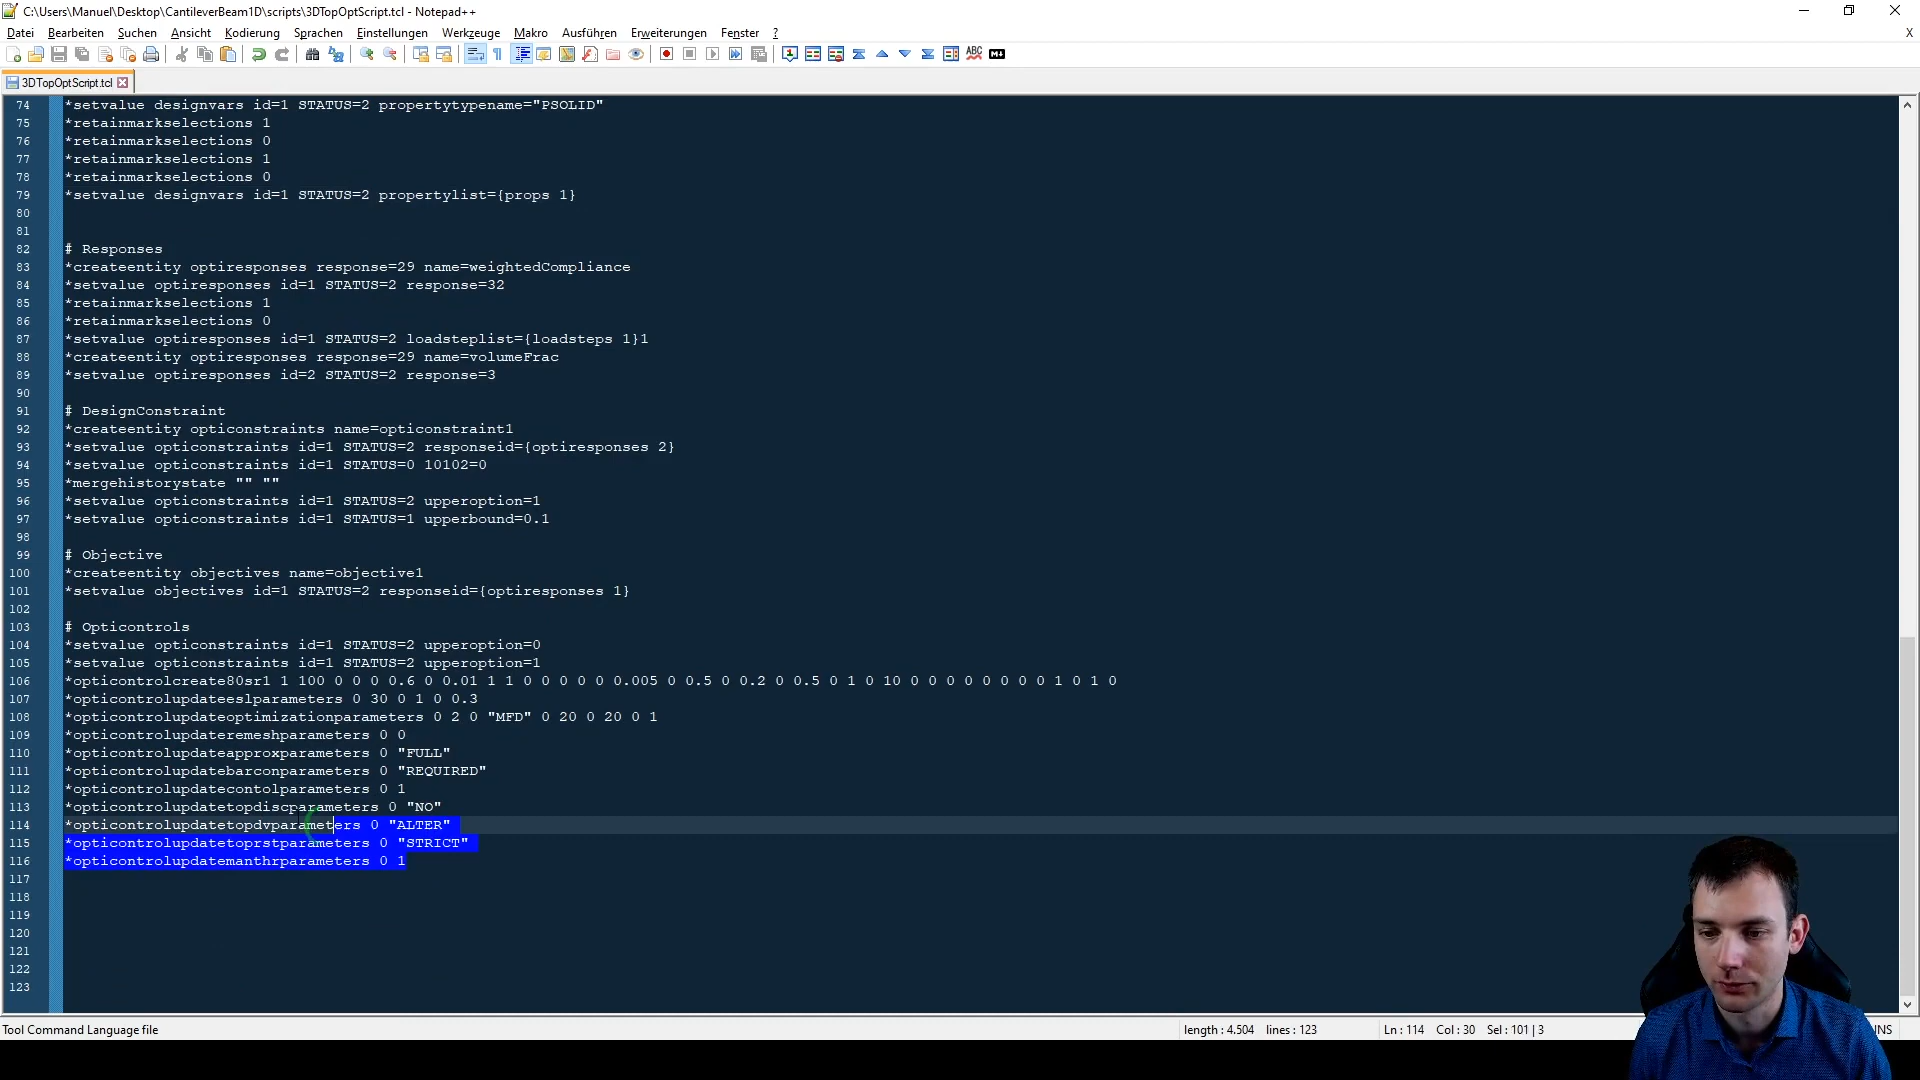 C:\Users\Manuel\Desktop\CantileverBeam1D\scripts\3DTopOptScript.tcl - Notepad++
Datei Bearbeiten Suchen Ansicht Kodierung Sprachen Einstellungen Werkzeuge Makro Ausführen Erweiterungen Fenster ? X
3DTopOptScript.tcl
74 *setvalue designvars id=1 STATUS=2 propertytypename="PSOLID"
75 *retainmarkselections 1
76 *retainmarkselections 0
77 *retainmarkselections 1
78 *retainmarkselections 0
79 *setvalue designvars id=1 STATUS=2 propertylist={props 1}
80
81
82 # Responses
83 *createentity optiresponses response=29 name=weightedCompliance
84 *setvalue optiresponses id=1 STATUS=2 response=32
85 *retainmarkselections 1
86 *retainmarkselections 0
87 *setvalue optiresponses id=1 STATUS=2 loadsteplist={loadsteps 1}1
88 *createentity optiresponses response=29 name=volumeFrac
89 *setvalue optiresponses id=2 STATUS=2 response=3
90
91 # DesignConstraint
92 *createentity opticonstraints name=opticonstraint1
93 *setvalue opticonstraints id=1 STATUS=2 responseid={optiresponses 2}
94 *setvalue opticonstraints id=1 STATUS=0 10102=0
95 *mergehistorystate "" ""
96 *setvalue opticonstraints id=1 STATUS=2 upperoption=1
97 *setvalue opticonstraints id=1 STATUS=1 upperbound=0.1
98
99 # Objective
100 *createentity objectives name=objective1
101 *setvalue objectives id=1 STATUS=2 responseid={optiresponses 1}
102
103 # Opticontrols
104 *setvalue opticonstraints id=1 STATUS=2 upperoption=0
105 *setvalue opticonstraints id=1 STATUS=2 upperoption=1
106 *opticontrolcreate80sr1 1 100 0 0 0 0.6 0 0.01 1 1 0 0 0 0 0 0.005 0 0.5 0 0.2 0 0.5 0 1 0 10 0 0 0 0 0 0 0 0 1 0 1 0
107 *opticontrolupdateeslparameters 0 30 0 1 0 0.3
108 *opticontrolupdateoptimizationparameters 0 2 0 "MFD" 0 20 0 20 0 1
109 *opticontrolupdateremeshparameters 0 0
110 *opticontrolupdateapproxparameters 0 "FULL"
111 *opticontrolupdatebarconparameters 0 "REQUIRED"
112 *opticontrolupdatecontolparameters 0 1
113 *opticontrolupdatetopdiscparameters 0 "NO"
114 *opticontrolupdatetopdvparameters 0 "ALTER"
115 *opticontrolupdatetoprstparameters 0 "STRICT"
116 *opticontrolupdatemanthrparameters 0 1
117
118
119
120
121
122
123
Tool Command Language file length : 4.504 lines : 123 Ln : 114 Col : 30 Sel : 101 | 3 INS